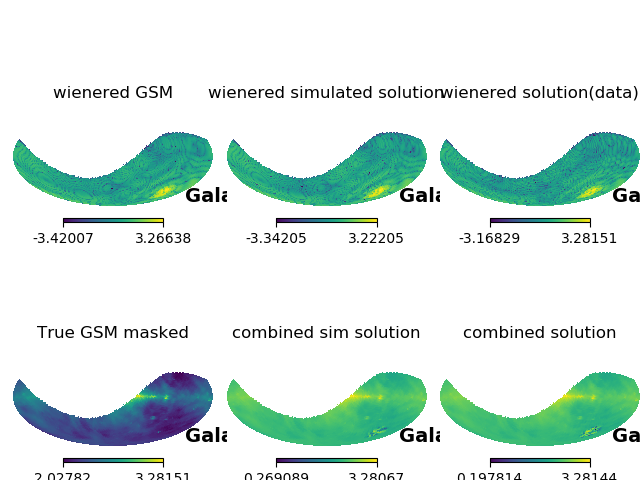 wienered GSM
wienered simulated solution
wienered solution(data)
Gala
Gala
Ga
-3.42007 3.26638
-3.34205 3.22205
-3.16829 3.28151
True GSM masked
combined sim solution
combined solution
Gala
Gala
Ga
2.02782 3.28151
0.269089 3.28067
0.197814 3.28144